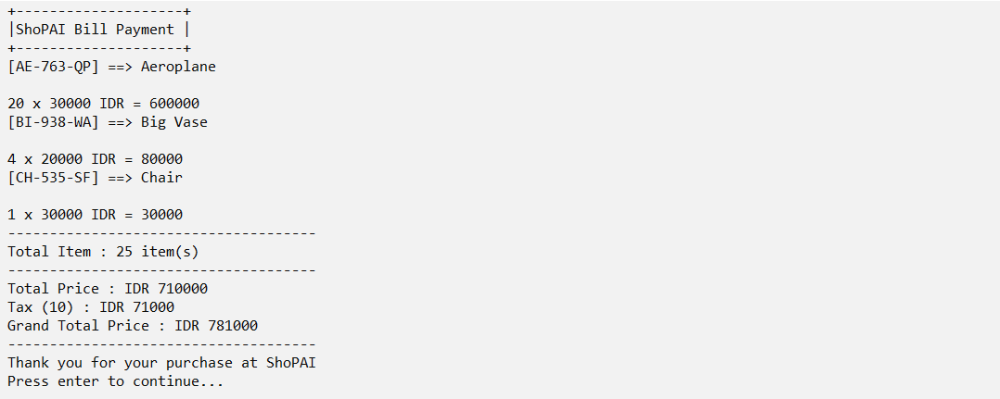 +--------------------+
|ShoPAI Bill Payment |
+--------------------+
[AE-763-QP] ==> Aeroplane

20 x 30000 IDR = 600000
[BI-938-WA] ==> Big Vase

4 x 20000 IDR = 80000
[CH-535-SF] ==> Chair

1 x 30000 IDR = 30000
-------------------------------------
Total Item : 25 item(s)
-------------------------------------
Total Price : IDR 710000
Tax (10) : IDR 71000
Grand Total Price : IDR 781000
-------------------------------------
Thank you for your purchase at ShoPAI
Press enter to continue...